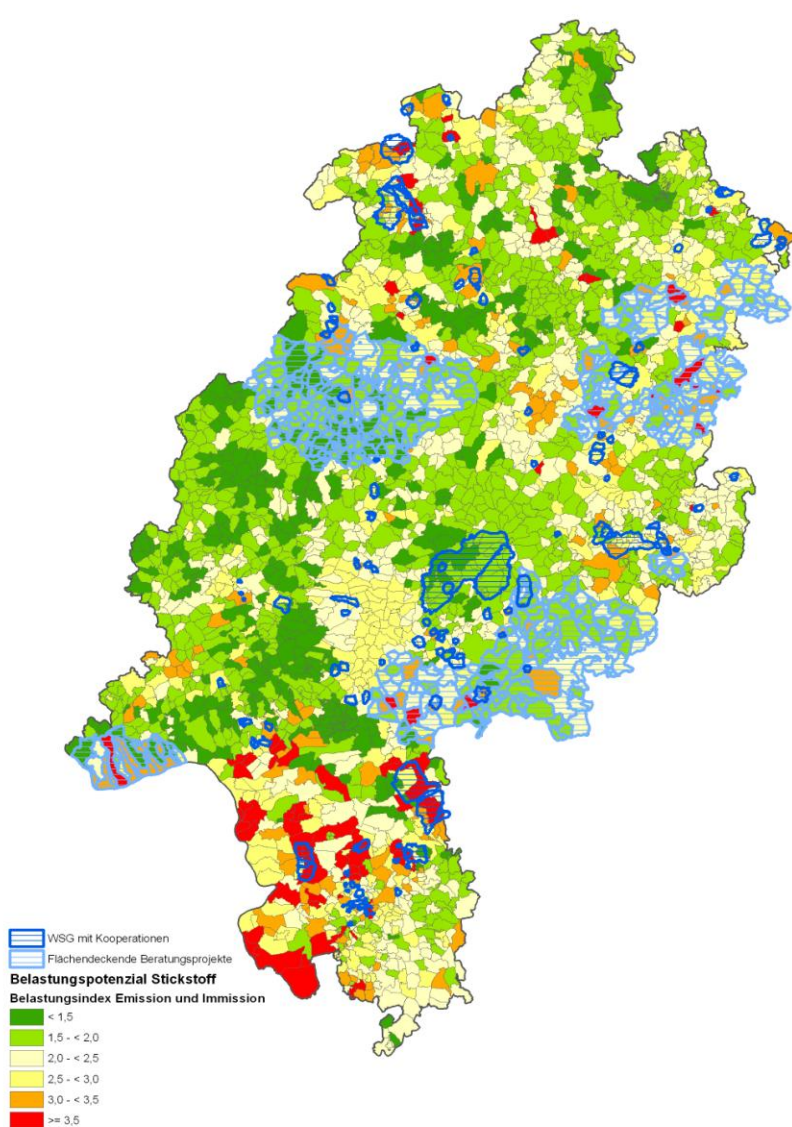 WSG mit Kooperationen
Flächendeckende Beratungsprojekte
Belastungspotenzial Stickstoff
Belastungsindex Emission und Immission
< 1,5
1,5 - < 2,0
2,0 - < 2,5
2,5 - < 3,0
3,0 - < 3,5
>= 3,5